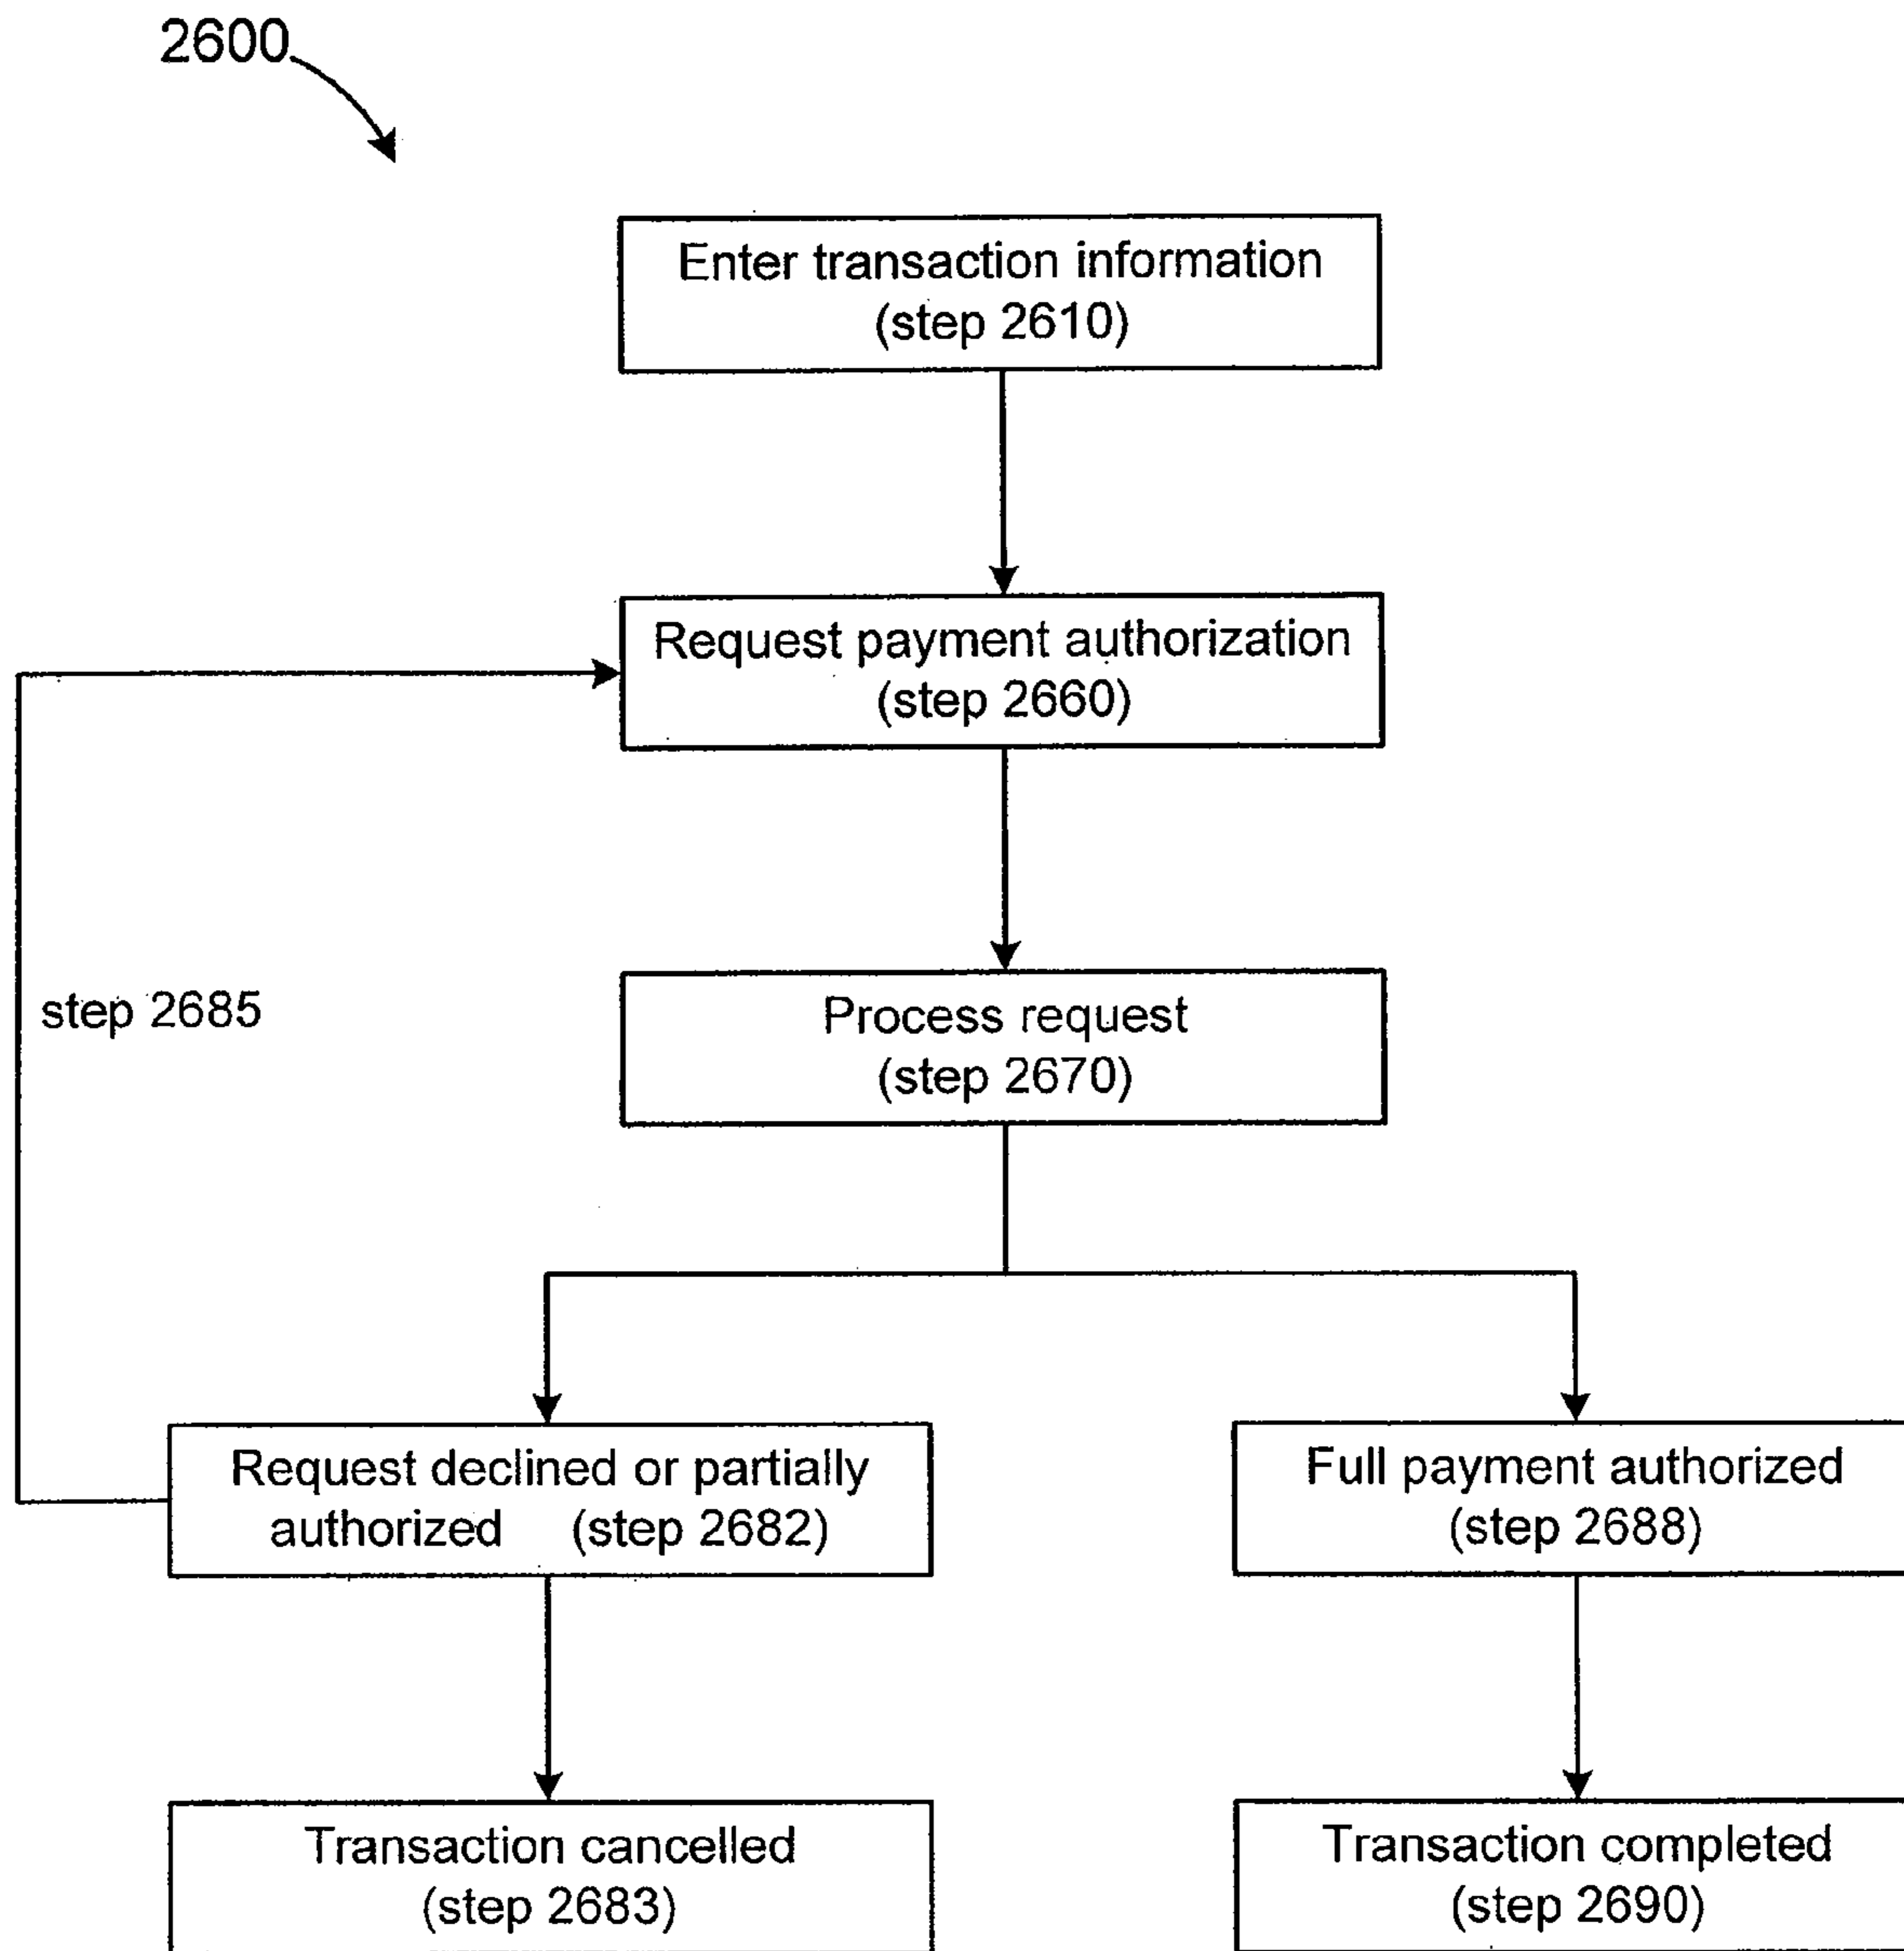 2600
Enter transaction information
(step 2610)
Request payment authorization
(step 2660)
step 2685
Process request
(step 2670)
Request declined or partially
authorized (step 2682)
Full payment authorized
(step 2688)
Transaction cancelled
(step 2683)
Transaction completed
(step 2690)